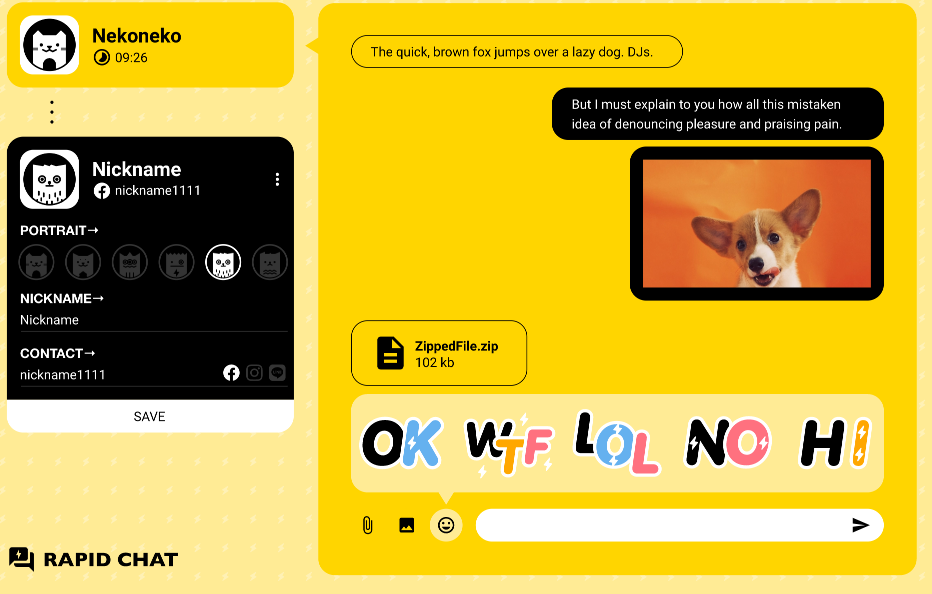 Nekoneko
09:26
Nickname
nickname1111
PORTRAIT→
NICKNAME→
Nickname
CONTACT→
nickname1111
SAVE
RAPID CHAT
The quick, brown fox jumps over a lazy dog. DJs.
But I must explain to you how all this mistaken
idea of denouncing pleasure and praising pain.
ZippedFile.zip
102 kb
OK WTF LOL NO HI